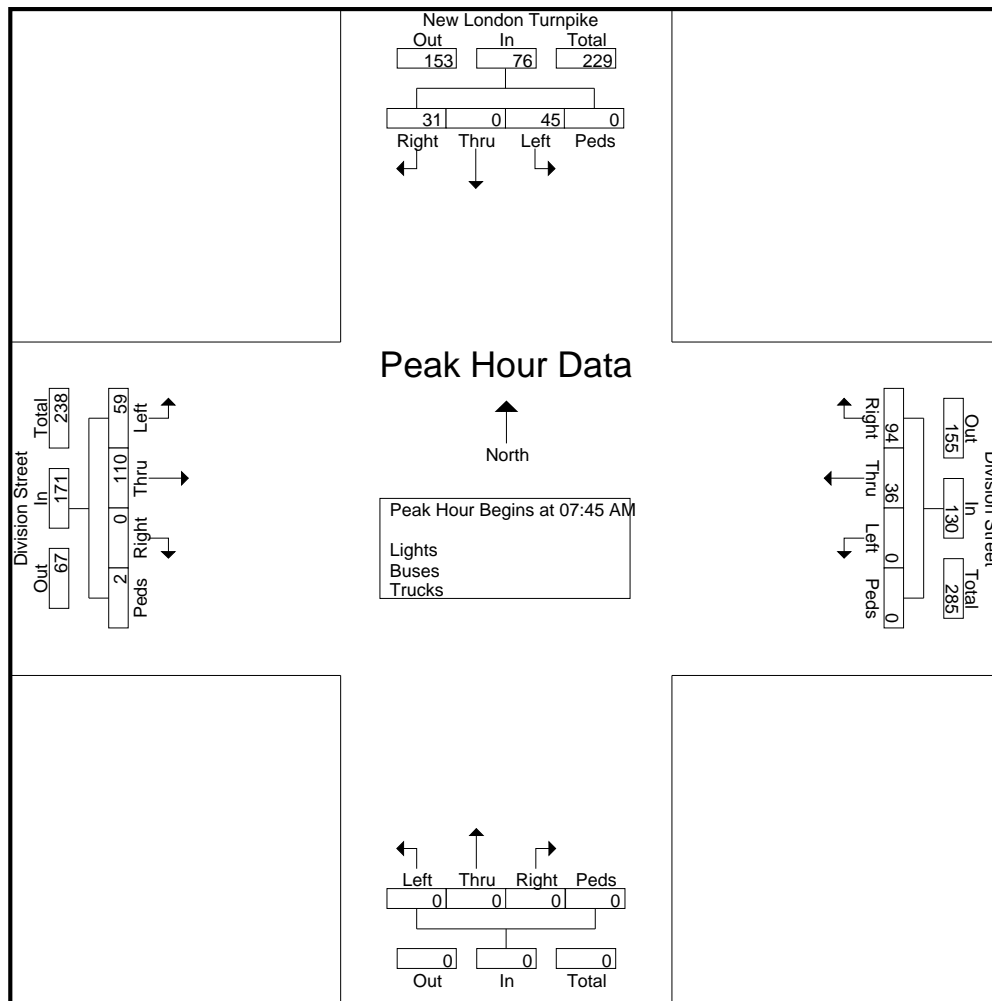 New London Turnpike
Out In Total
153 76 229
31 0 45 0
Right Thru Left Peds
Peak Hour Data
North
Peak Hour Begins at 07:45 AM
Lights
Buses
Trucks
Division Street
Out In Total
67 171 238
59 110 0 2
Left Thru Right Peds
Division Street
Out In Total
155 130 285
94 36 0 0
Right Thru Left Peds
Left Thru Right Peds
0 0 0 0
0 0 0
Out In Total